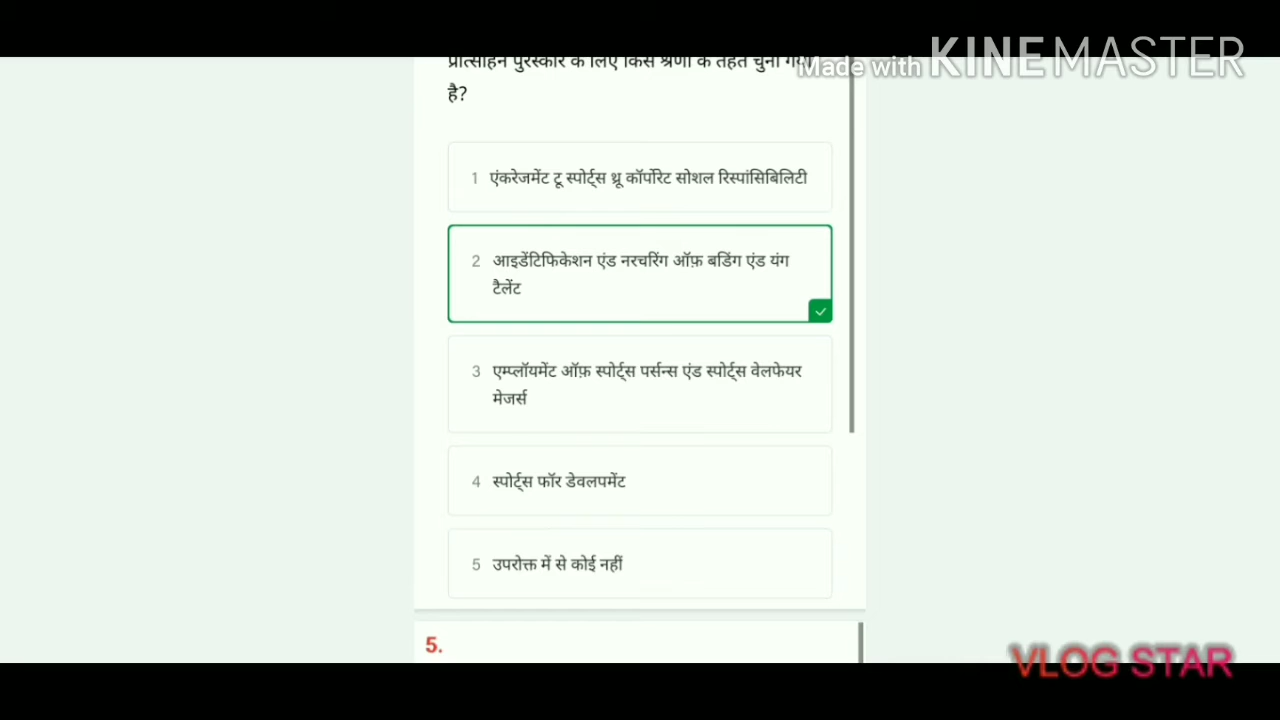 प्रोत्साहन पुरस्कार के लिए किस श्रेणी के तहत चुना गया
Made with KINEMASTER
है?
1 एंकरेजमेंट टू स्पोर्ट्स थ्रू कॉर्पोरेट सोशल रिस्पांसिबिलिटी
2 आइडेंटिफिकेशन एंड नरचरिंग ऑफ़ बडिंग एंड यंग
टैलेंट
3 एम्प्लॉयमेंट ऑफ़ स्पोर्ट्स पर्सन्स एंड स्पोर्ट्स वेलफेयर
मेजर्स
4 स्पोर्ट्स फॉर डेवलपमेंट
5 उपरोक्त में से कोई नहीं
5.
VLOG STAR